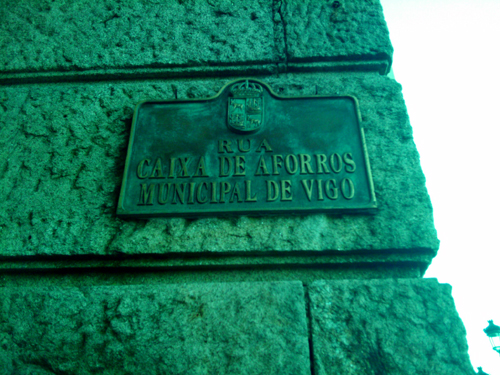 RUA
CAIXA DE AFORROS
MUNICIPAL DE VIGO